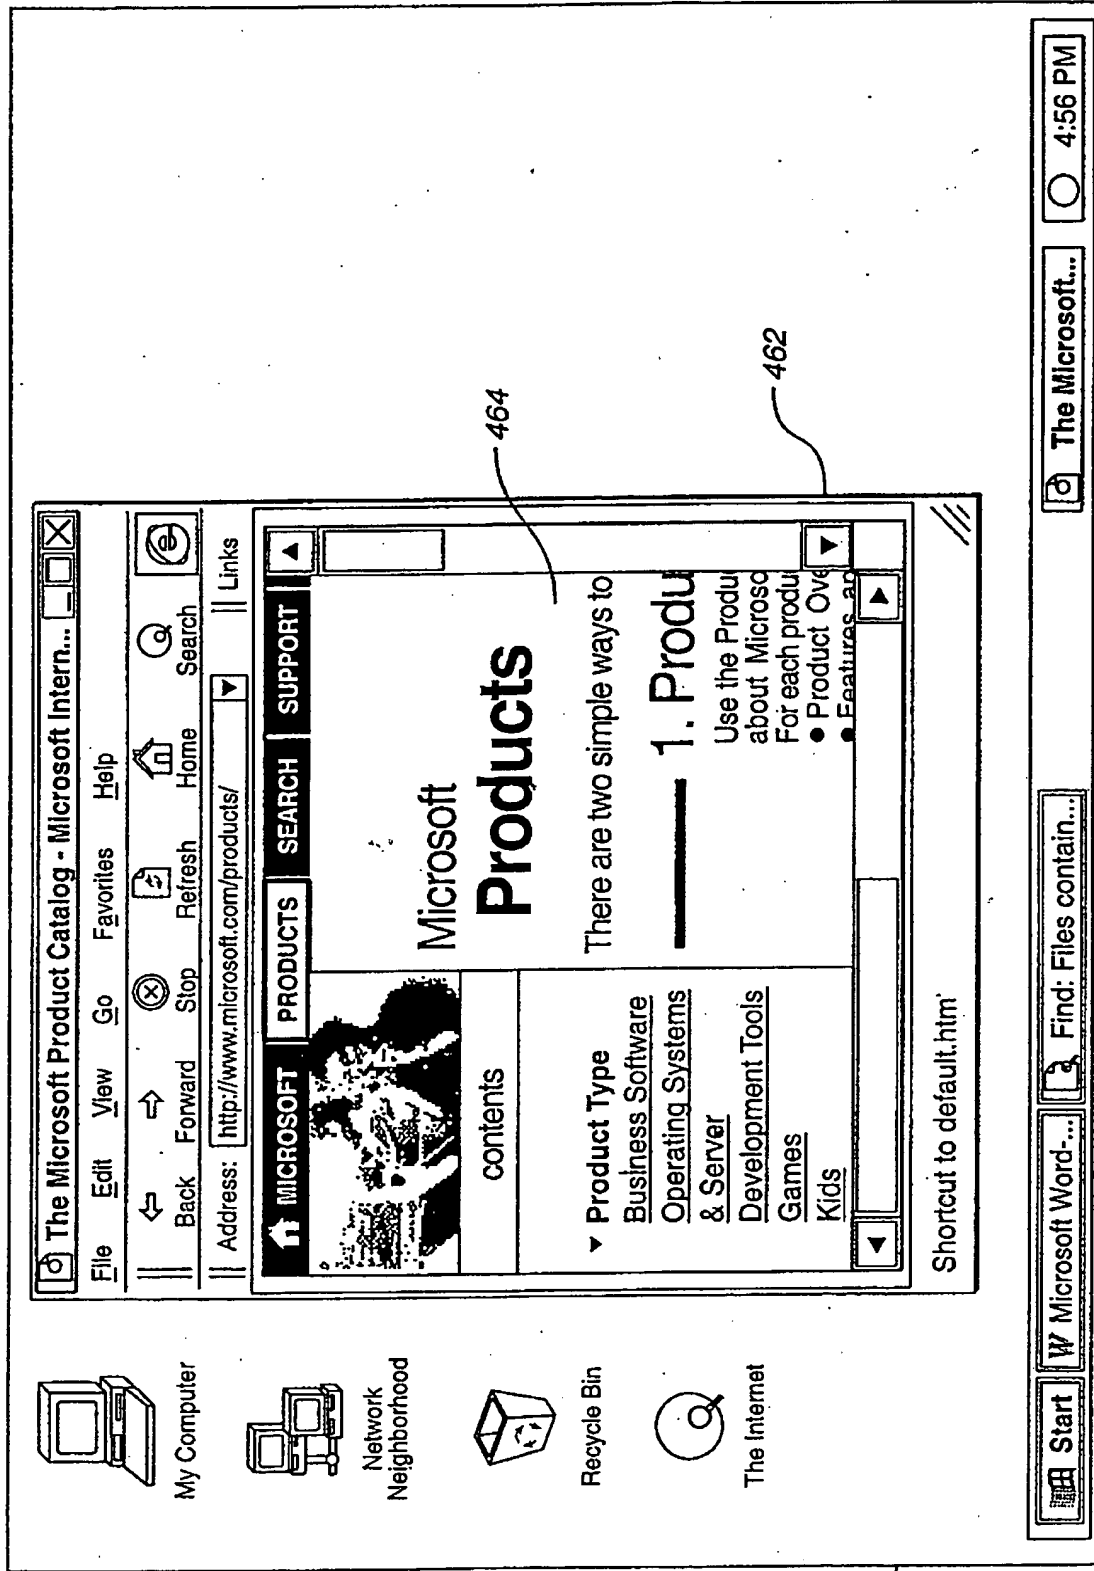 The Microsoft Product Catalog - Microsoft Intern...
File Edit View Go Favorites Help
Back Forward Stop Refresh Home Search
Address: http://www.microsoft.com/products/ Links
MICROSOFT PRODUCTS SEARCH SUPPORT
contents
Product Type
Business Software
Operating Systems
& Server
Development Tools
Games
Kids
Microsoft
Products
There are two simple ways to
1. Produ
Use the Produ
about Microso
For each produ
● Product Ove
● Features an
Shortcut to default.htm
464
462
My Computer
Network
Neighborhood
Recycle Bin
The Internet
Start
W Microsoft Word-...
Find: Files contain...
The Microsoft...
4:56 PM